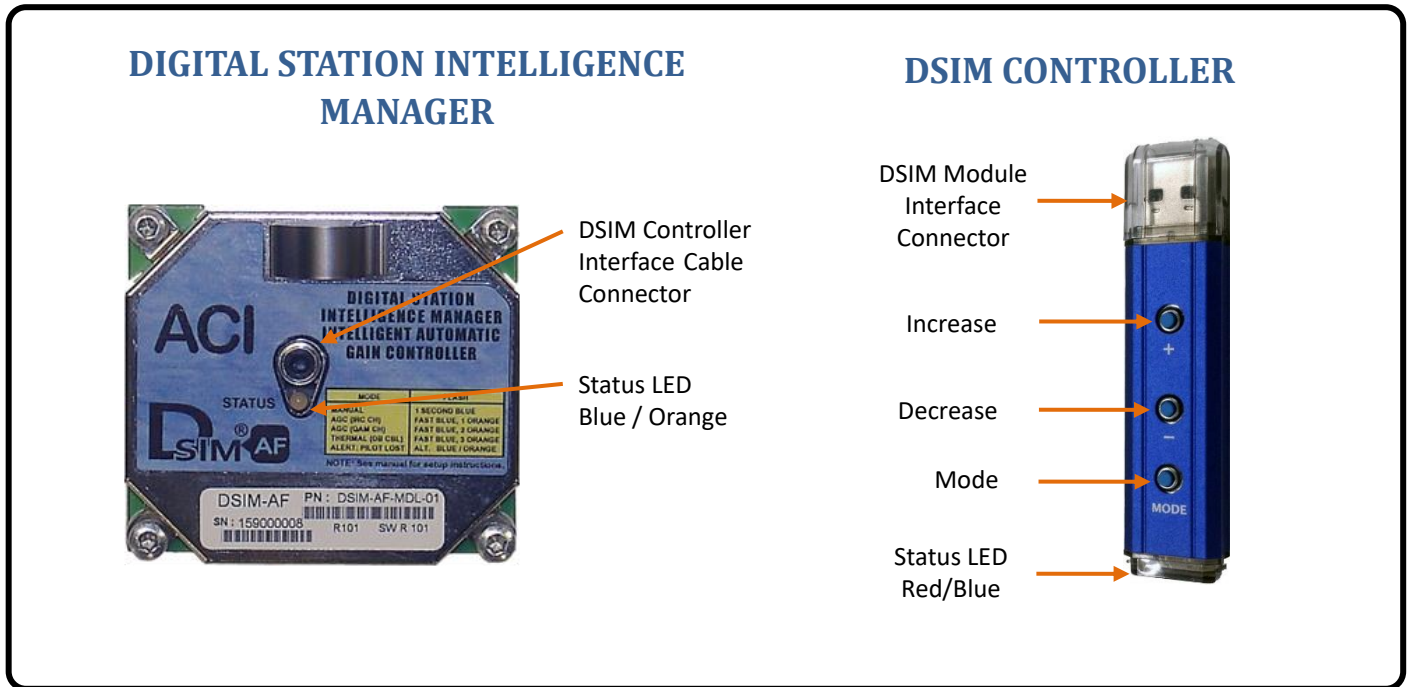 DIGITAL STATION INTELLIGENCE
MANAGER
DSIM CONTROLLER
DSIM Controller
Interface Cable
Connector
Status LED
Blue / Orange
ACI
DIGITAL STATION
INTELLIGENCE MANAGER
INTELLIGENT AUTOMATIC
GAIN CONTROLLER
STATUS
DSIM® AF
MODE FLASH
MANUAL 1 SECOND BLUE
AGC (RC CH) FAST BLUE, 1 ORANGE
AGC (QAM CH) FAST BLUE, 2 ORANGE
THERMAL (DB CBL) FAST BLUE, 3 ORANGE
ALERT: PILOT LOST ALT. BLUE / ORANGE
NOTE: See manual for setup instructions.
DSIM-AF PN : DSIM-AF-MDL-01
SN : 159000008 R101 SW R 101
DSIM Module
Interface
Connector
Increase
+
Decrease
−
Mode
MODE
Status LED
Red/Blue